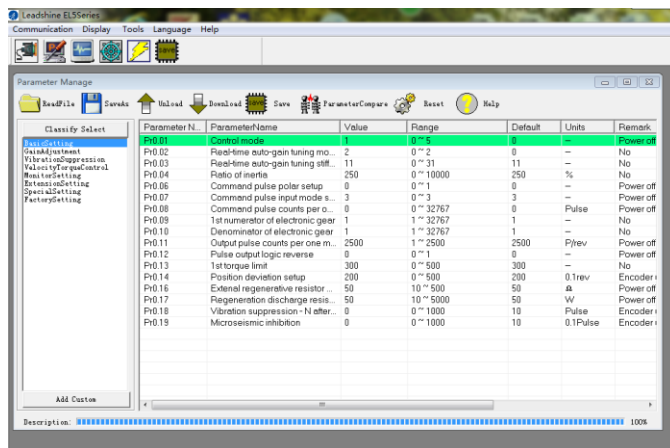 Leadshine EL5Series
Communication Display Tools Language Help
save
Parameter Manage
ReadFile SaveAs Upload Download save Save ParameterCompare Reset Help
Classify Select
BasicSetting
GainAdjustment
VibrationSuppression
VelocityTorqueControl
MonitorSetting
ExtensionSetting
SpecialSetting
FactorySetting
Add Custom
Parameter N... ParameterName Value Range Default Units Remark
Pr0.01 Control mode 1 0 ~ 5 0 – Power off
Pr0.02 Real-time auto-gain tuning mo... 2 0 ~ 2 0 – No
Pr0.03 Real-time auto-gain tuning stiff... 11 0 ~ 31 11 – No
Pr0.04 Ratio of inertia 250 0 ~ 10000 250 % No
Pr0.06 Command pulse polar setup 0 0 ~ 1 0 – Power off
Pr0.07 Command pulse input mode s... 3 0 ~ 3 3 – Power off
Pr0.08 Command pulse counts per o... 0 0 ~ 32767 0 Pulse Power off
Pr0.09 1st numerator of electronic gear 1 1 ~ 32767 1 – No
Pr0.10 Denominator of electronic gear 1 1 ~ 32767 1 – No
Pr0.11 Output pulse counts per one m... 2500 1 ~ 2500 2500 P/rev Power off
Pr0.12 Pulse output logic reverse 0 0 ~ 1 0 – Power off
Pr0.13 1st torque limit 300 0 ~ 500 300 – No
Pr0.14 Position deviation setup 200 0 ~ 500 200 0.1rev Encoder u
Pr0.16 Extenal regenerative resistor ... 50 10 ~ 500 50 Ω Power off
Pr0.17 Regeneration discharge resis... 50 10 ~ 5000 50 W Power off
Pr0.18 Vibration suppression - N after... 0 0 ~ 1000 10 Pulse Encoder u
Pr0.19 Microseismic inhibition 0 0 ~ 1000 10 0.1Pulse Encoder u
Description: 100%